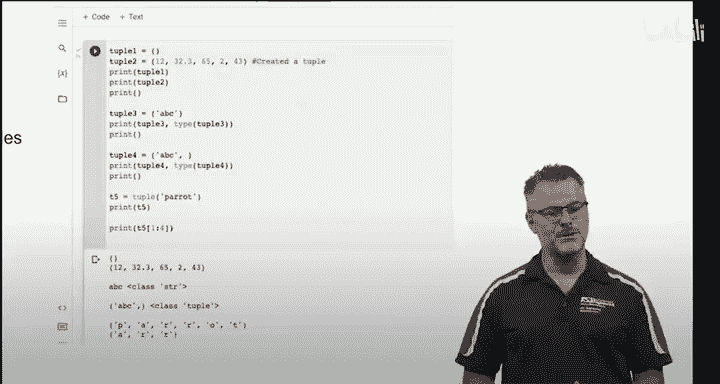 + Code + Text
es
{x}
tuple1 = ()
tuple2 = (12, 32.3, 65, 2, 43) #Created a tuple
print(tuple1)
print(tuple2)
print()
tuple3 = ('abc')
print(tuple3, type(tuple3))
print()
tuple4 = ('abc', )
print(tuple4, type(tuple4))
print()
t5 = tuple('parrot')
print(t5)
print(t5[1:4])
()
(12, 32.3, 65, 2, 43)
abc <class 'str'>
('abc',) <class 'tuple'>
('p', 'a', 'r', 'r', 'o', 't')
('a', 'r', 'r')